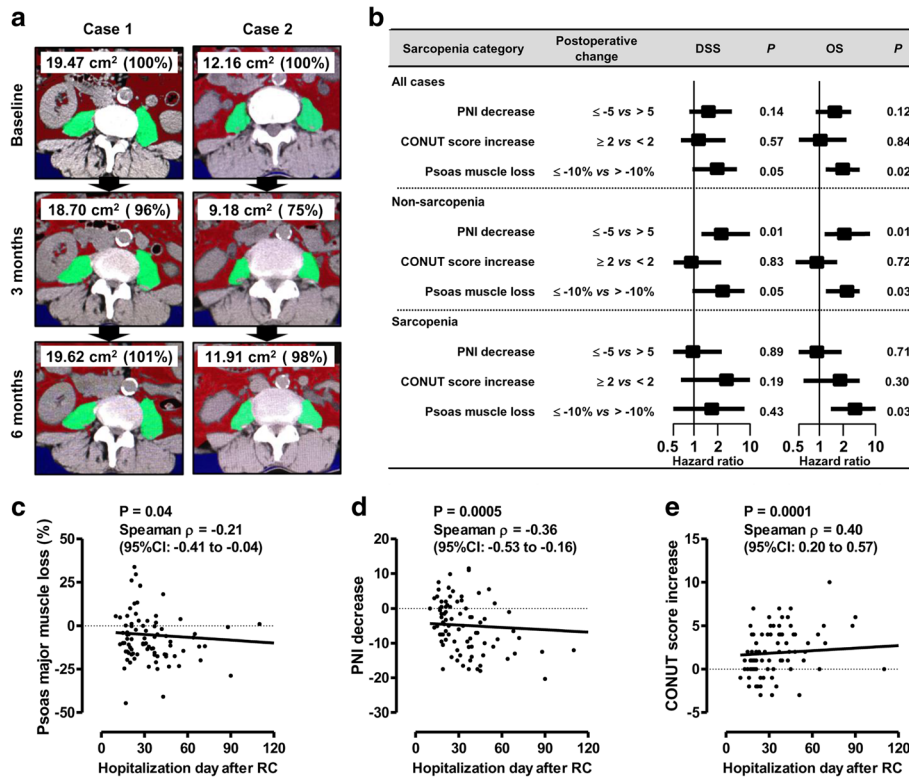 a
Case 1
Case 2
Baseline
19.47 cm² (100%)
12.16 cm² (100%)
3 months
18.70 cm² ( 96%)
9.18 cm² ( 75%)
6 months
19.62 cm² (101%)
11.91 cm² ( 98%)
b
Sarcopenia category Postoperative change DSS P OS P
All cases
PNI decrease ≤ -5 vs > 5 0.14 0.12
CONUT score increase ≥ 2 vs < 2 0.57 0.84
Psoas muscle loss ≤ -10% vs > -10% 0.05 0.02
Non-sarcopenia
PNI decrease ≤ -5 vs > 5 0.01 0.01
CONUT score increase ≥ 2 vs < 2 0.83 0.72
Psoas muscle loss ≤ -10% vs > -10% 0.05 0.03
Sarcopenia
PNI decrease ≤ -5 vs > 5 0.89 0.71
CONUT score increase ≥ 2 vs < 2 0.19 0.30
Psoas muscle loss ≤ -10% vs > -10% 0.43 0.03
0.5 1 2 10 0.5 1 2 10
Hazard ratio Hazard ratio
c
P = 0.04
Speaman ρ = -0.21
(95%CI: -0.41 to -0.04)
Psoas major muscle loss (%)
50
25
0
-25
-50
0 30 60 90 120
Hopitalization day after RC
d
P = 0.0005
Speaman ρ = -0.36
(95%CI: -0.53 to -0.16)
PNI decrease
20
10
0
-10
-20
-30
0 30 60 90 120
Hopitalization day after RC
e
P = 0.0001
Speaman ρ = 0.40
(95%CI: 0.20 to 0.57)
CONUT score increase
15
10
5
0
-5
0 30 60 90 120
Hopitalization day after RC